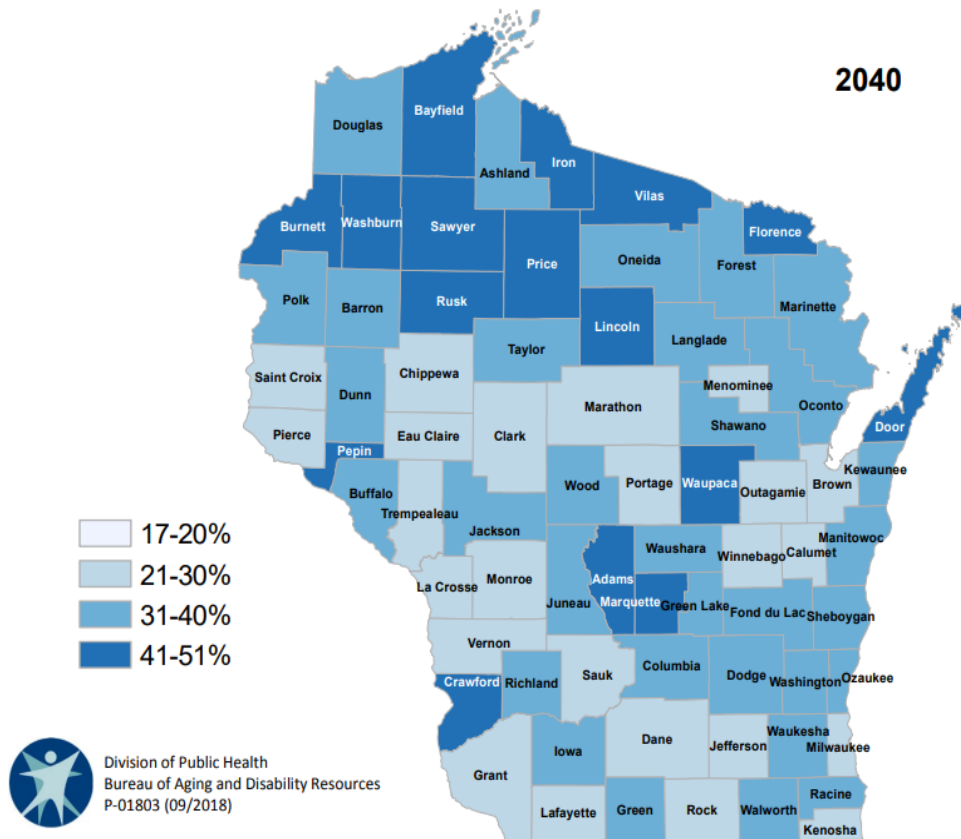 2040
Bayfield
Douglas
Iron
Ashland
Vilas
Burnett
Washburn
Sawyer
Florence
Price
Oneida
Forest
Polk
Barron
Rusk
Marinette
Lincoln
Langlade
Taylor
Saint Croix
Chippewa
Menominee
Dunn
Marathon
Oconto
Pierce
Eau Claire
Clark
Shawano
Door
Pepin
Wood
Portage
Waupaca
Outagamie
Brown
Kewaunee
Buffalo
Trempealeau
Jackson
Waushara
Winnebago
Calumet
Manitowoc
La Crosse
Monroe
Juneau
Adams
Marquette
Green Lake
Fond du Lac
Sheboygan
Vernon
Crawford
Richland
Sauk
Columbia
Dodge
Washington
Ozaukee
Grant
Iowa
Dane
Jefferson
Waukesha
Milwaukee
Lafayette
Green
Rock
Walworth
Racine
Kenosha
17-20%
21-30%
31-40%
41-51%
Division of Public Health
Bureau of Aging and Disability Resources
P-01803 (09/2018)